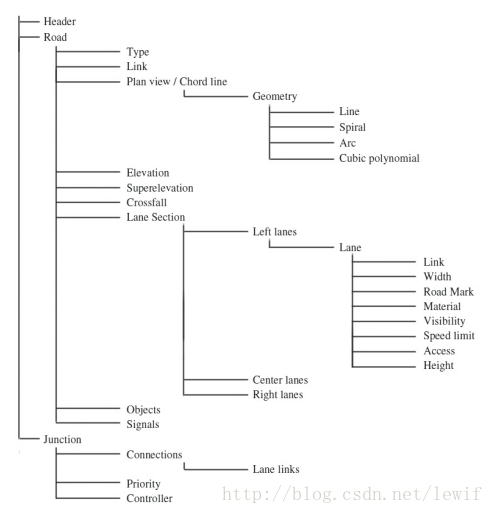 Header
Road
Type
Link
Plan view / Chord line
Geometry
Line
Spiral
Arc
Cubic polynomial
Elevation
Superelevation
Crossfall
Lane Section
Left lanes
Lane
Link
Width
Road Mark
Material
Visibility
Speed limit
Access
Height
Center lanes
Right lanes
Objects
Signals
Junction
Connections
Lane links
Priority
Controller
http://blog.csdn.net/lewif